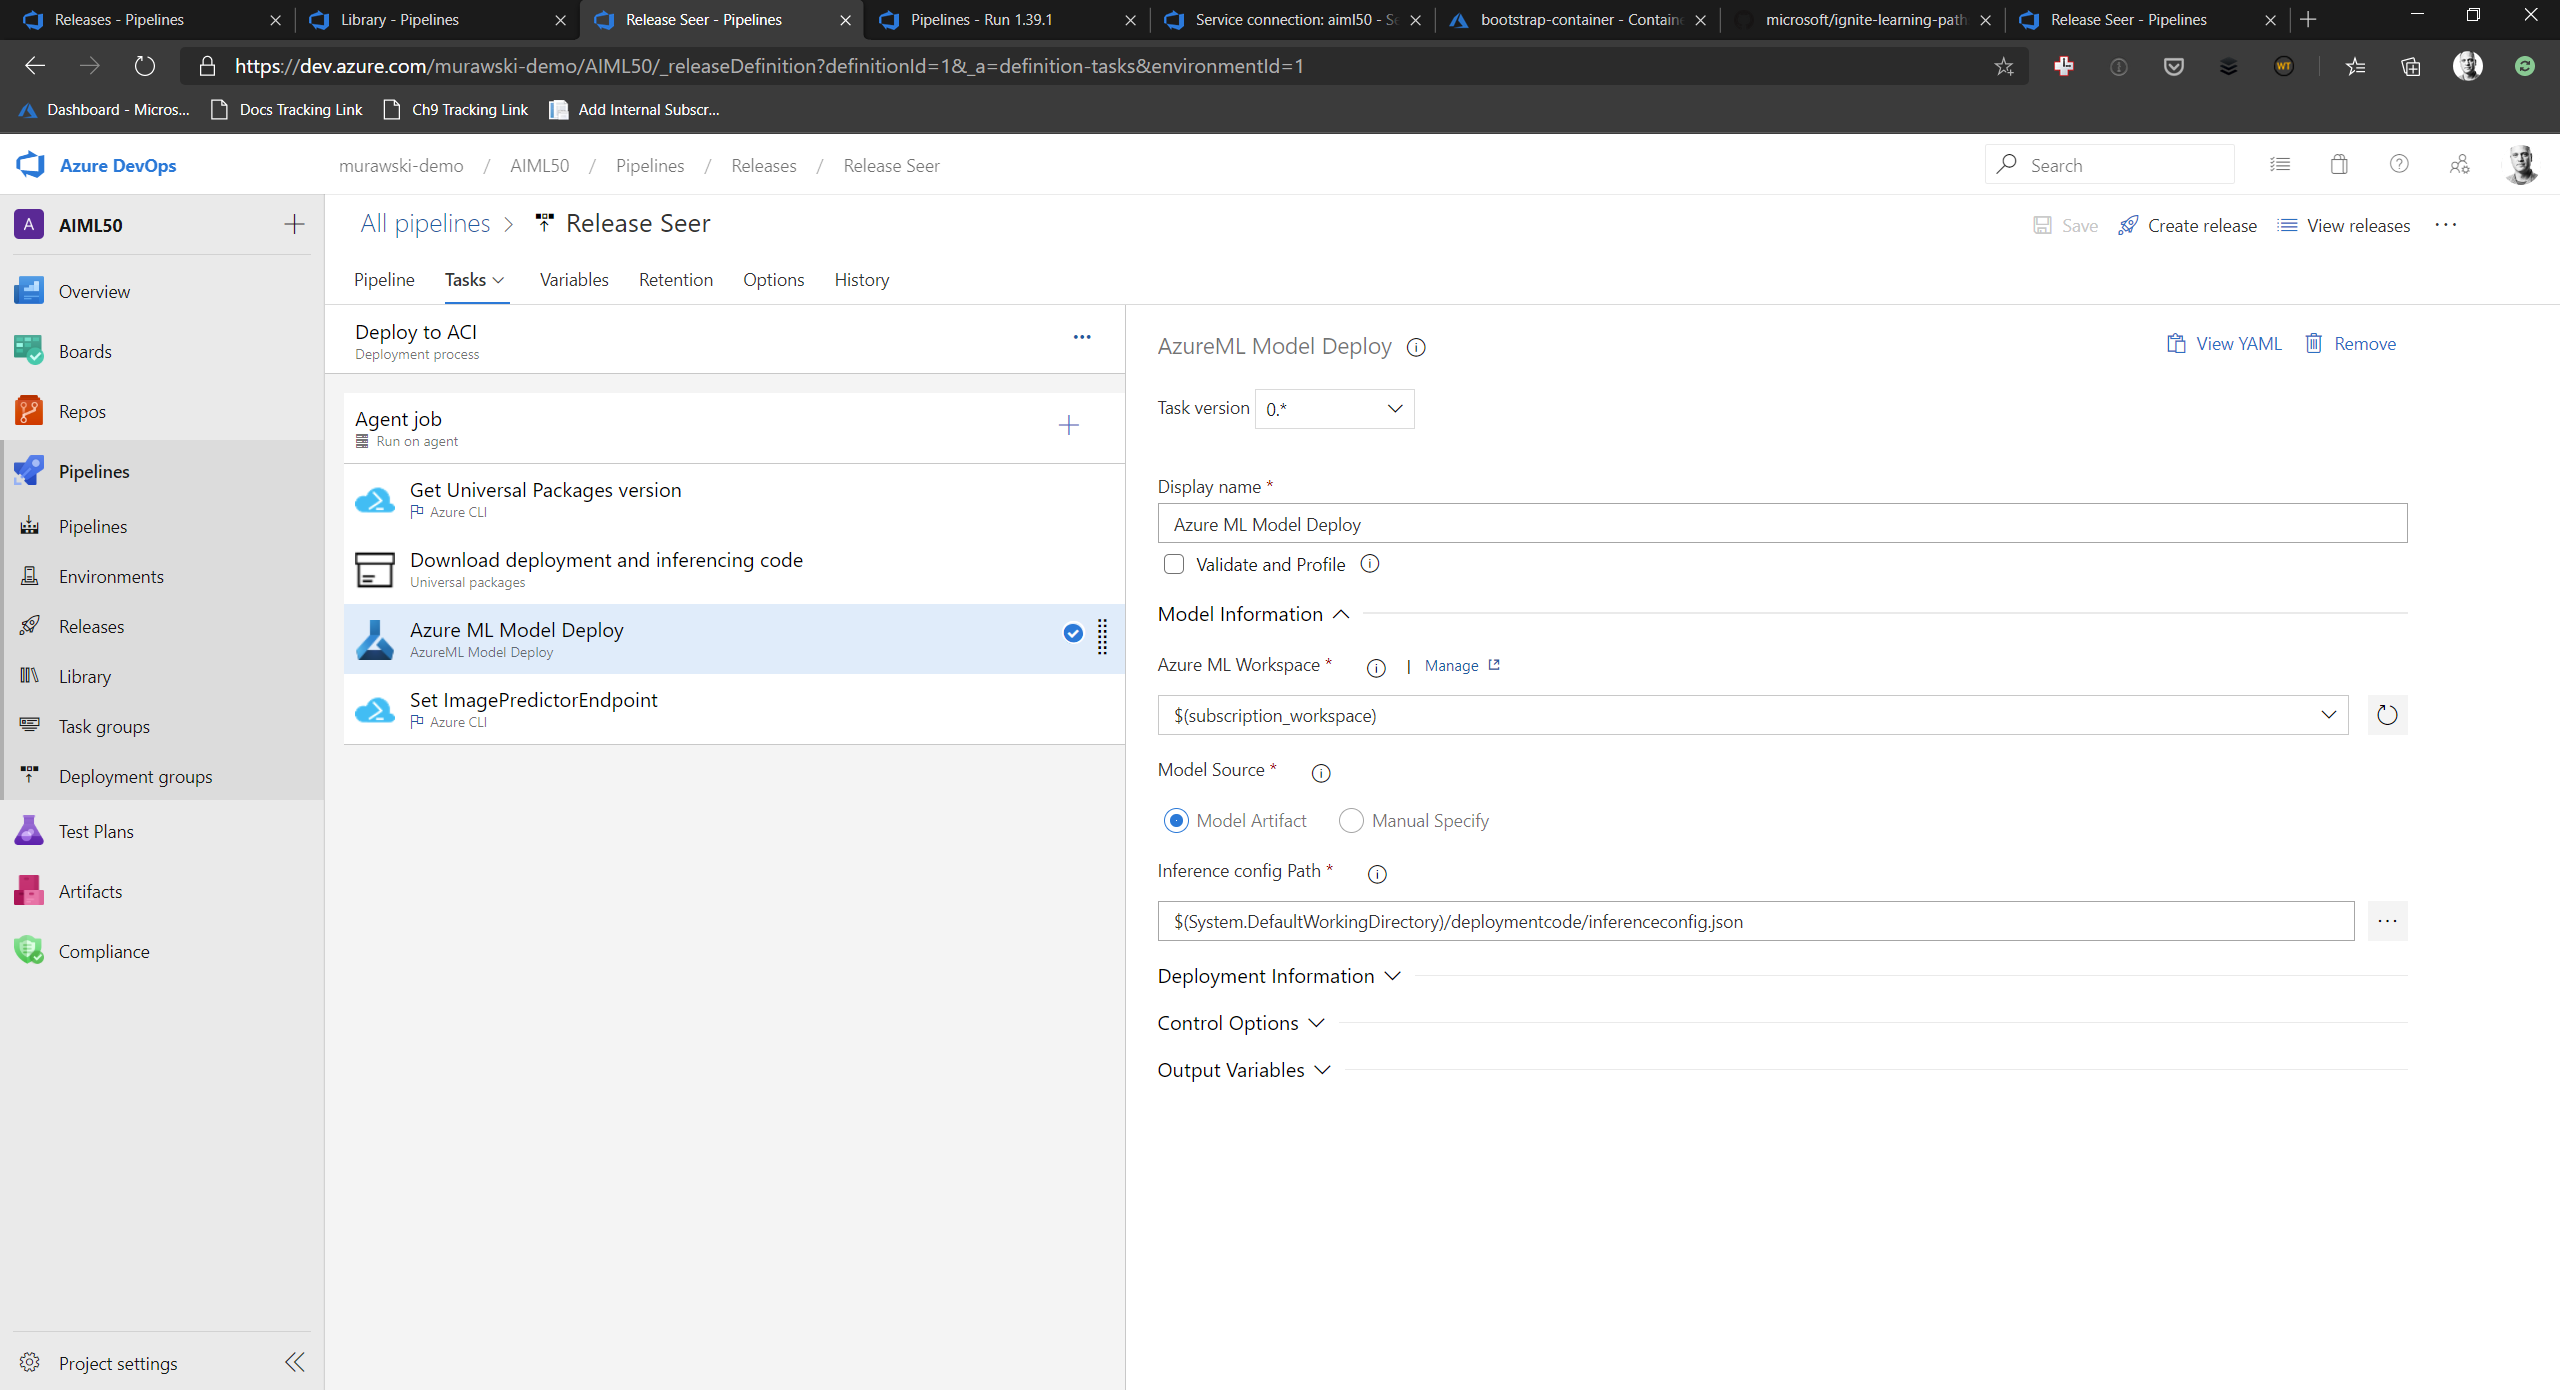 Releases - Pipelines
Library - Pipelines
Release Seer - Pipelines
Pipelines - Run 1.39.1
Service connection: aiml50 - Se
bootstrap-container - Containe
microsoft/ignite-learning-path
Release Seer - Pipelines
https://dev.azure.com/murawski-demo/AIML50/_releaseDefinition?definitionId=1&_a=definition-tasks&environmentId=1
WT
Dashboard - Micros...
Docs Tracking Link
Ch9 Tracking Link
Add Internal Subscr...
Azure DevOps
murawski-demo / AIML50 / Pipelines / Releases / Release Seer
Search
A AIML50
Overview
Boards
Repos
Pipelines
Pipelines
Environments
Releases
Library
Task groups
Deployment groups
Test Plans
Artifacts
Compliance
Project settings
All pipelines > Release Seer
Save
Create release
View releases
Pipeline
Tasks
Variables
Retention
Options
History
Deploy to ACI
Deployment process
Agent job
Run on agent
Get Universal Packages version
Azure CLI
Download deployment and inferencing code
Universal packages
Azure ML Model Deploy
AzureML Model Deploy
Set ImagePredictorEndpoint
Azure CLI
AzureML Model Deploy
View YAML
Remove
Task version 0.*
Display name *
Azure ML Model Deploy
Validate and Profile
Model Information
Azure ML Workspace * | Manage
$(subscription_workspace)
Model Source *
Model Artifact
Manual Specify
Inference config Path *
$(System.DefaultWorkingDirectory)/deploymentcode/inferenceconfig.json
Deployment Information
Control Options
Output Variables